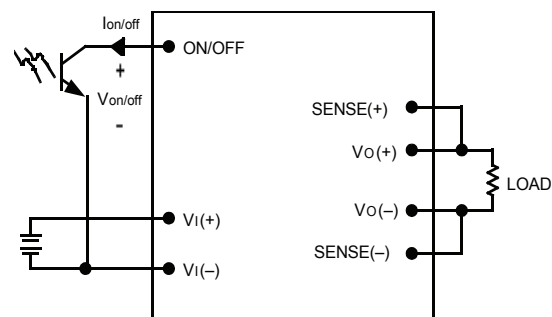 Ion/off
ON/OFF
+
Von/off
-
SENSE(+)
VO(+)
LOAD
VO(–)
VI(+)
SENSE(–)
VI(–)